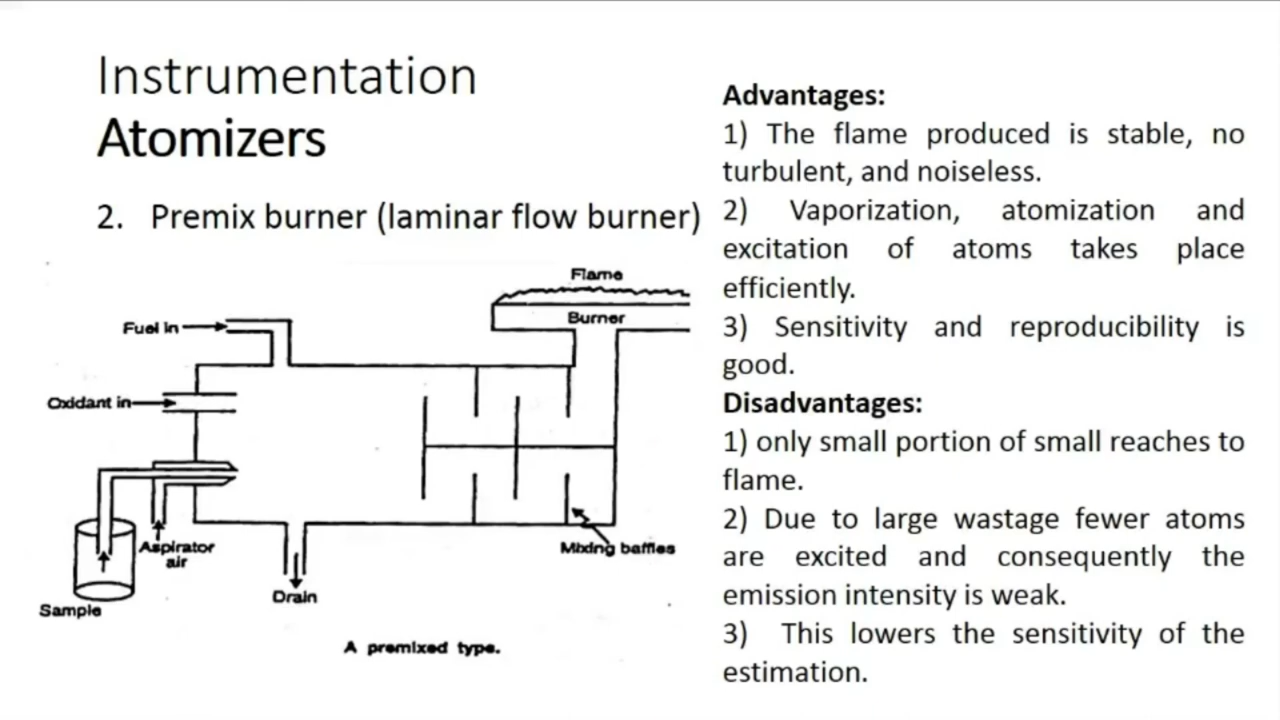 Instrumentation
Atomizers
2. Premix burner (laminar flow burner)
Flame
Burner
Fuel in
Oxidant in
Aspirator
air
Mixing baffles
Sample
Drain
A premixed type.
Advantages:
1) The flame produced is stable, no
turbulent, and noiseless.
2) Vaporization, atomization and
excitation of atoms takes place
efficiently.
3) Sensitivity and reproducibility is
good.
Disadvantages:
1) only small portion of small reaches to
flame.
2) Due to large wastage fewer atoms
are excited and consequently the
emission intensity is weak.
3) This lowers the sensitivity of the
estimation.